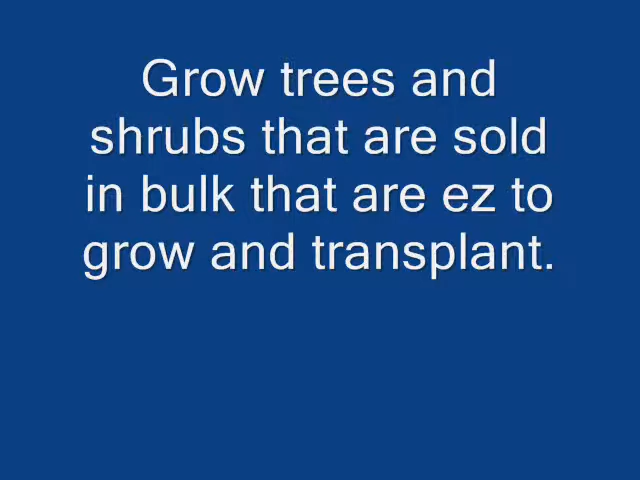 Grow trees and
shrubs that are sold
in bulk that are ez to
grow and transplant.